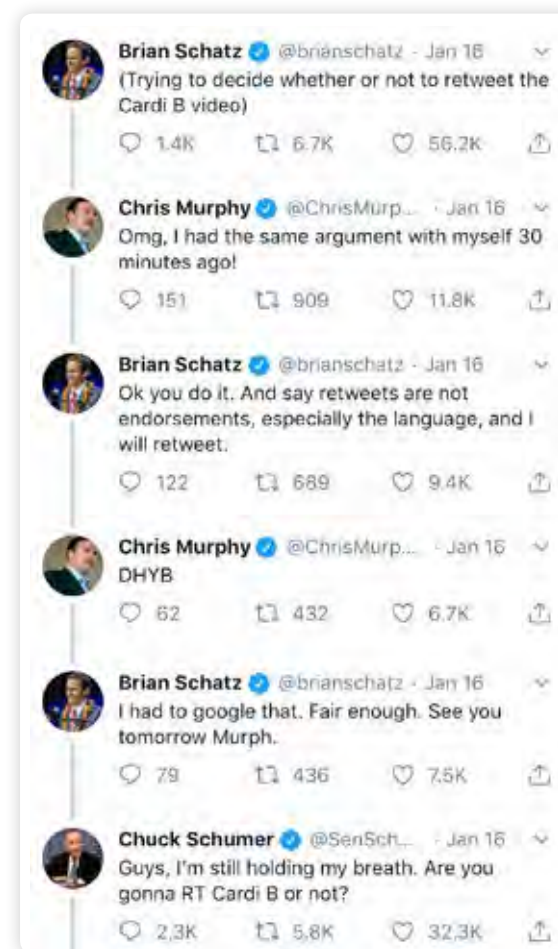 Brian Schatz @brianschatz · Jan 16
(Trying to decide whether or not to retweet the
Cardi B video)
1.4K 6.7K 56.2K
Chris Murphy @ChrisMurp... · Jan 16
Omg, I had the same argument with myself 30
minutes ago!
151 909 11.8K
Brian Schatz @brianschatz · Jan 16
Ok you do it. And say retweets are not
endorsements, especially the language, and I
will retweet.
122 689 9.4K
Chris Murphy @ChrisMurp... · Jan 16
DHYB
62 432 6.7K
Brian Schatz @brianschatz · Jan 16
I had to google that. Fair enough. See you
tomorrow Murph.
79 436 7.5K
Chuck Schumer @SenSch... · Jan 16
Guys, I'm still holding my breath. Are you
gonna RT Cardi B or not?
2.3K 5.8K 32.3K